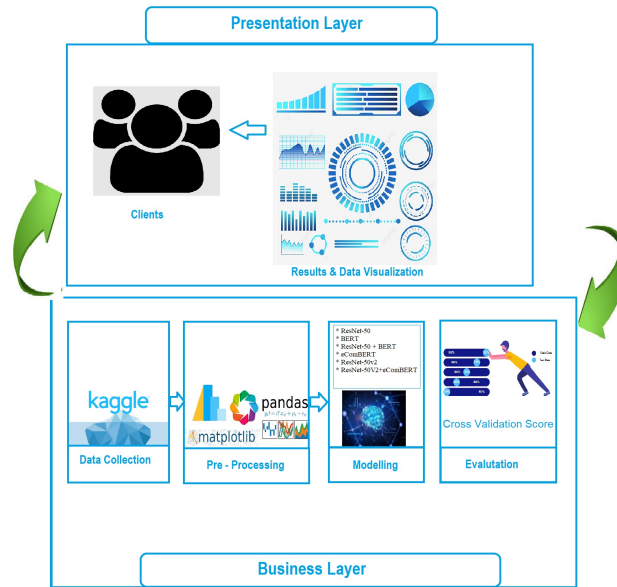 Presentation Layer
Clients
Results & Data Visualization
kaggle
Data Collection
pandas
matplotlib
Pre - Processing
* ResNet-50
* BERT
* ResNet-50 + BERT
* eComBERT
* ResNet-50v2
* ResNet-50V2+eComBERT
Modelling
Cross Validation Score
Evalutation
Business Layer